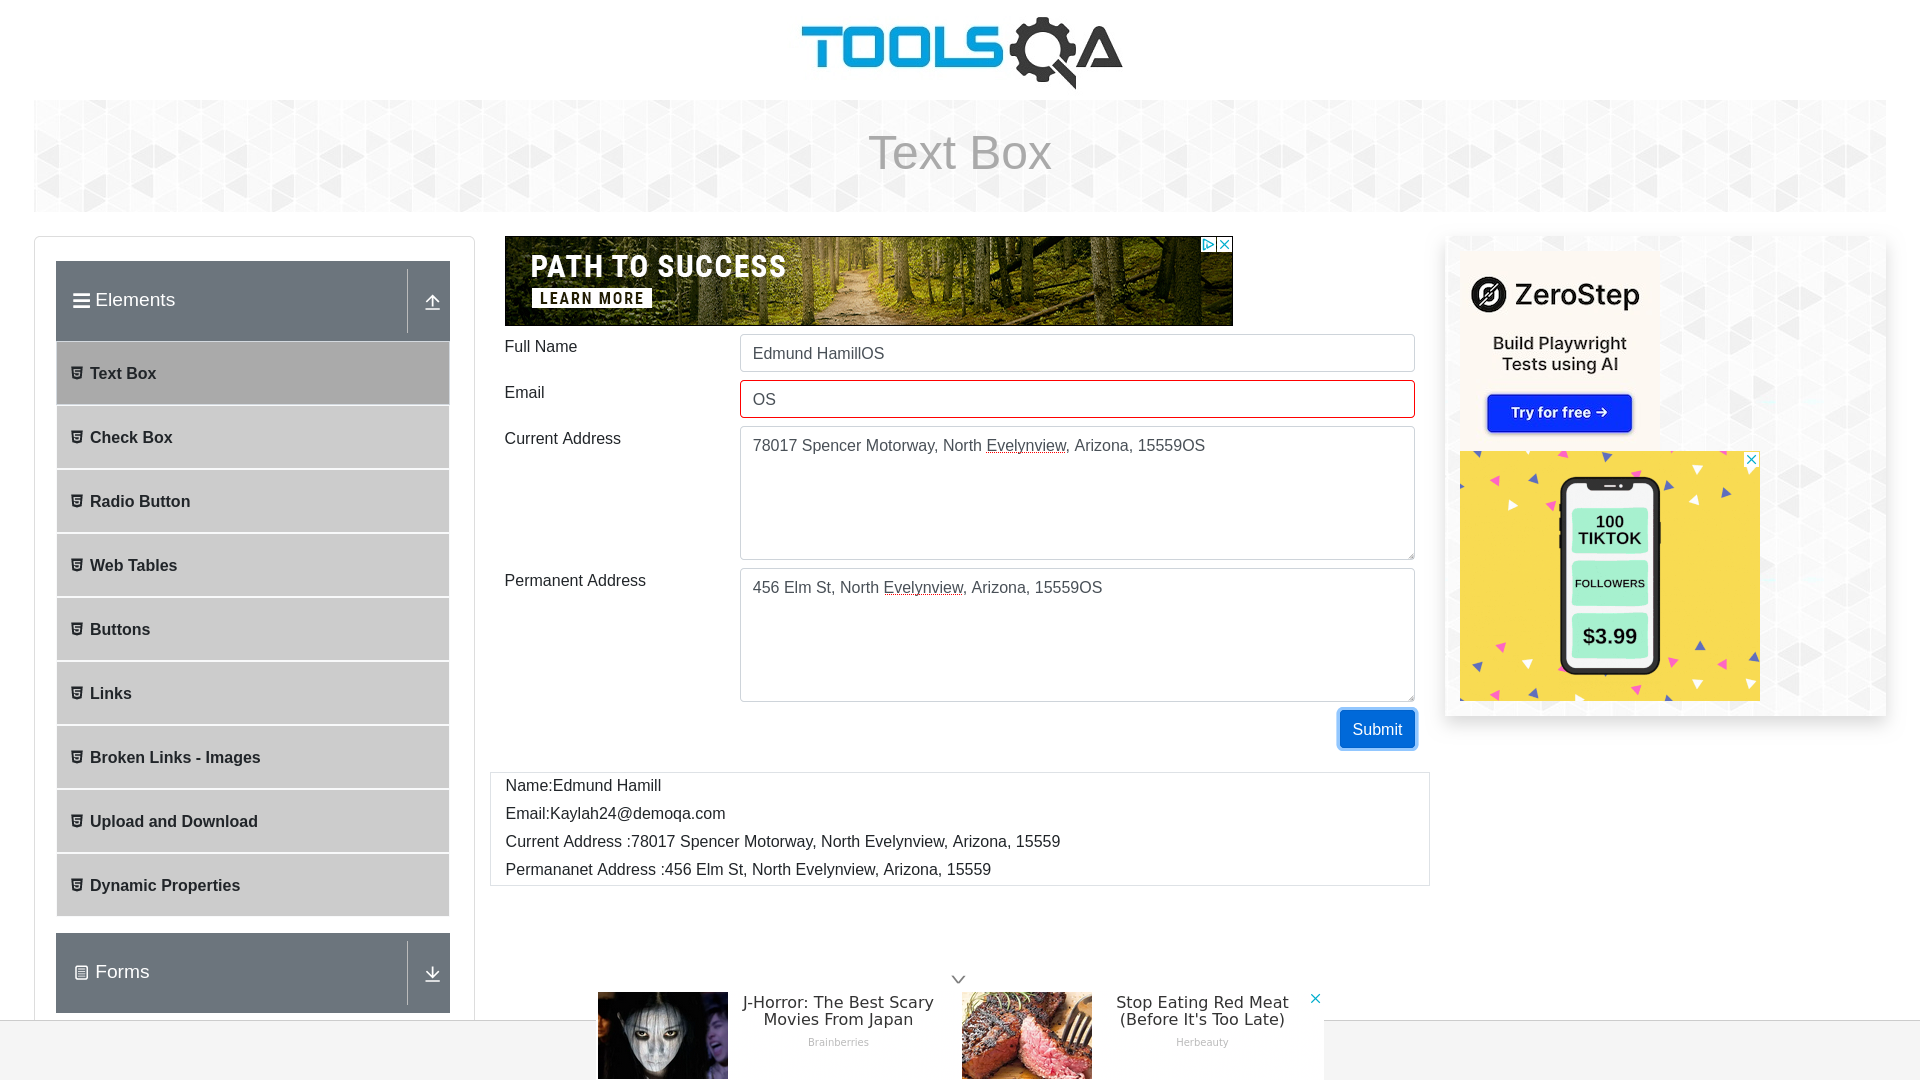 TOOLSQA
Text Box
Elements
Text Box
Check Box
Radio Button
Web Tables
Buttons
Links
Broken Links - Images
Upload and Download
Dynamic Properties
Forms
PATH TO SUCCESS
LEARN MORE
Full Name
Edmund HamillOS
Email
OS
Current Address
78017 Spencer Motorway, North Evelynview, Arizona, 15559OS
Permanent Address
456 Elm St, North Evelynview, Arizona, 15559OS
Submit
Name:Edmund Hamill
Email:Kaylah24@demoqa.com
Current Address :78017 Spencer Motorway, North Evelynview, Arizona, 15559
Permananet Address :456 Elm St, North Evelynview, Arizona, 15559
ZeroStep
Build Playwright
Tests using AI
Try for free →
100
TIKTOK
FOLLOWERS
$3.99
J-Horror: The Best Scary
Movies From Japan
Brainberries
Stop Eating Red Meat
(Before It's Too Late)
Herbeauty